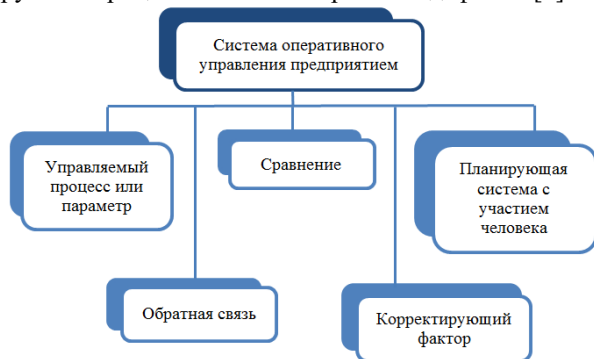 Система оперативного
управления предприятием
Управляемый
процесс или
параметр
Сравнение
Планирующая
система с
участием
человека
Обратная связь
Корректирующий
фактор